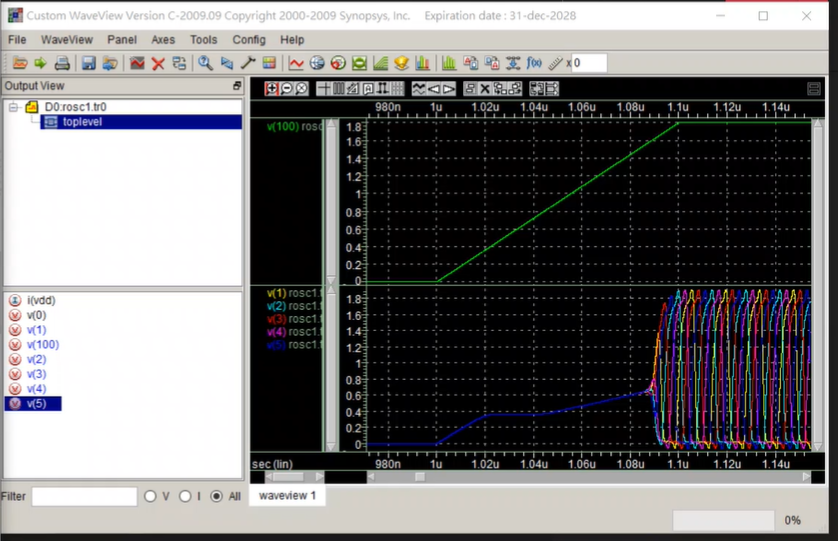 Custom WaveView Version C-2009.09 Copyright 2000-2009 Synopsys, Inc. Expiration date : 31-dec-2028
File WaveView Panel Axes Tools Config Help
f(x) x 0
Output View
D0:rosc1.tr0
toplevel
980n 1u 1.02u 1.04u 1.06u 1.08u 1.1u 1.12u 1.14u
v(100) rosc
1.8
1.6
1.4
1.2
1
0.8
0.6
0.4
0.2
0
i(vdd)
v(0)
v(1)
v(100)
v(2)
v(3)
v(4)
v(5)
v(1) rosc1.
v(2) rosc1.
v(3) rosc1.
v(4) rosc1.
v(5) rosc1.
1.8
1.6
1.4
1.2
1
0.8
0.6
0.4
0.2
0
sec (lin)
980n 1u 1.02u 1.04u 1.06u 1.08u 1.1u 1.12u 1.14u
Filter V I All
waveview 1
0%